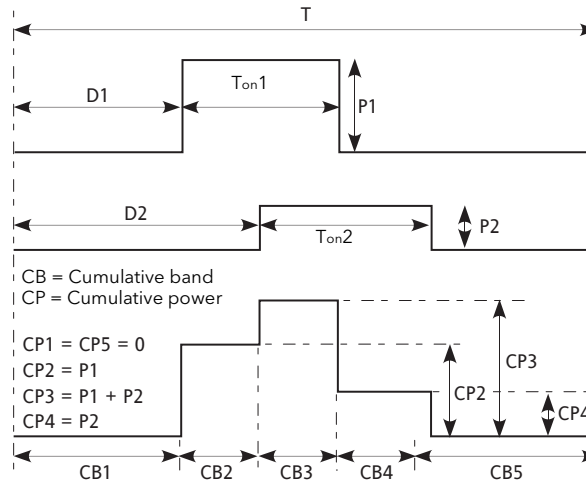 T
D1
Ton1
P1
D2
Ton2
P2
CB = Cumulative band
CP = Cumulative power
CP1 = CP5 = 0
CP2 = P1
CP3 = P1 + P2
CP4 = P2
CP2
CP3
CP4
CB1
CB2
CB3
CB4
CB5